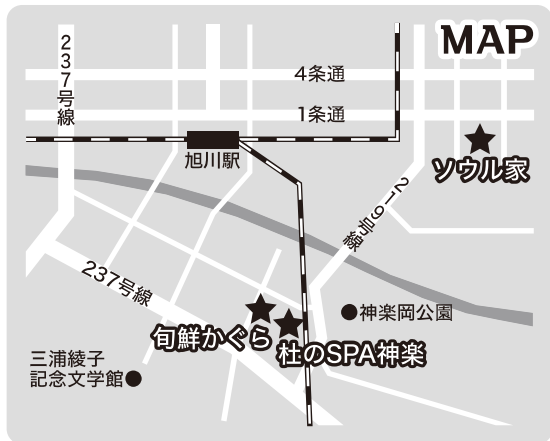 MAP
237号線
4条通
1条通
旭川駅
ソウル家
219号線
237号線
旬鮮かぐら
杜のSPA神楽
●神楽岡公園
三浦綾子
記念文学館●